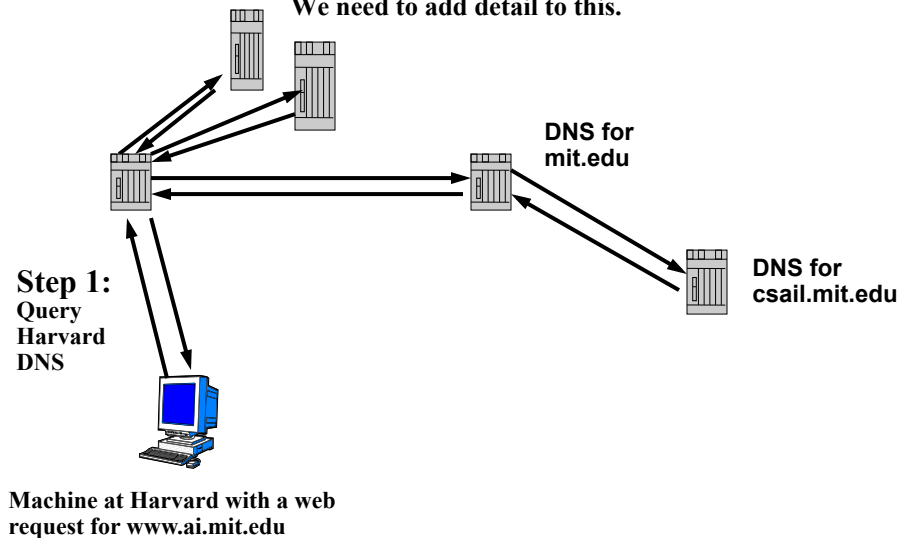 We need to add detail to this.
DNS for
mit.edu
DNS for
csail.mit.edu
Step 1:
Query
Harvard
DNS
Machine at Harvard with a web
request for www.ai.mit.edu